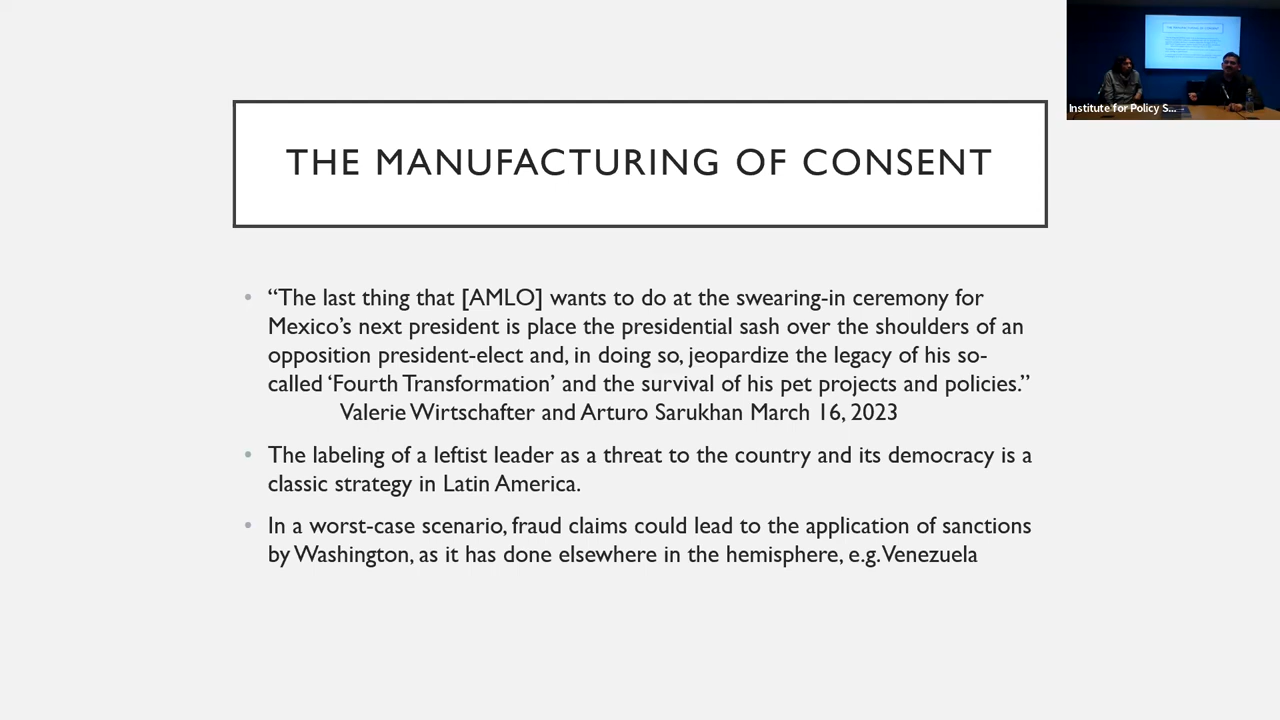 THE MANUFACTURING OF CONSENT
Institute for Policy S...
• “The last thing that [AMLO] wants to do at the swearing-in ceremony for
Mexico’s next president is place the presidential sash over the shoulders of an
opposition president-elect and, in doing so, jeopardize the legacy of his so-
called ‘Fourth Transformation’ and the survival of his pet projects and policies.”
Valerie Wirtschafter and Arturo Sarukhan March 16, 2023
• The labeling of a leftist leader as a threat to the country and its democracy is a
classic strategy in Latin America.
• In a worst-case scenario, fraud claims could lead to the application of sanctions
by Washington, as it has done elsewhere in the hemisphere, e.g. Venezuela